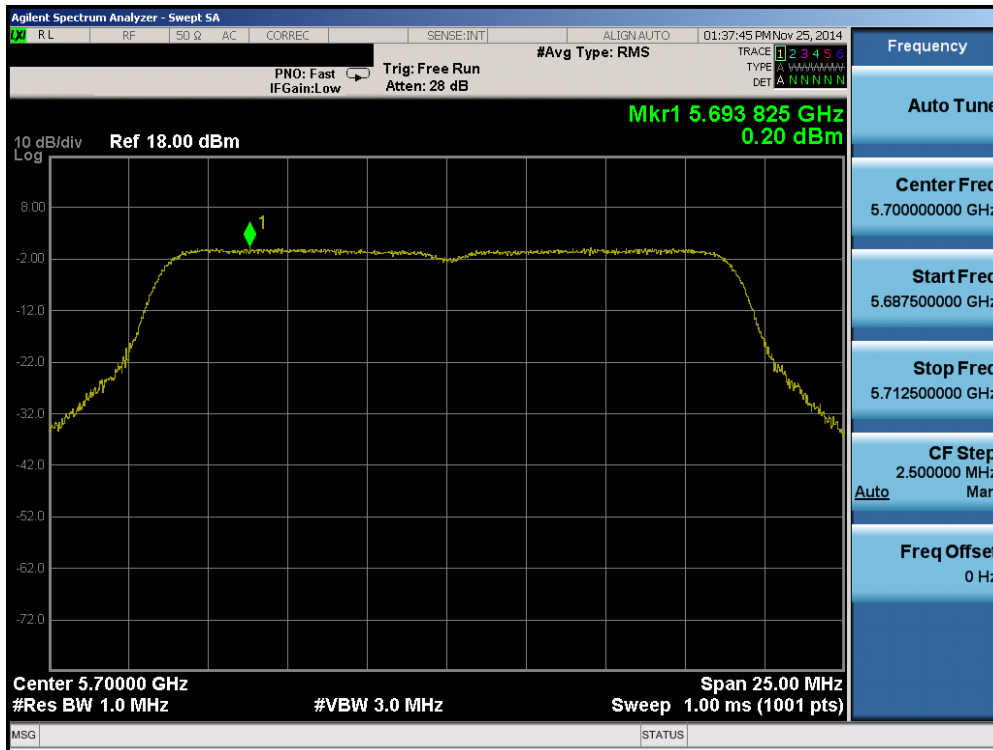 Agilent Spectrum Analyzer - Swept SA
LXI RL RF 50 Ω AC CORREC SENSE:INT ALIGN AUTO 01:37:45 PM Nov 25, 2014
#Avg Type: RMS TRACE 1 2 3 4 5 6
PNO: Fast Trig: Free Run TYPE A WWWWW
IFGain:Low Atten: 28 dB DET A N N N N N
Mkr1 5.693 825 GHz
10 dB/div Ref 18.00 dBm 0.20 dBm
Log
8.00
1
-2.00
-12.0
-22.0
-32.0
-42.0
-52.0
-62.0
-72.0
Center 5.70000 GHz Span 25.00 MHz
#Res BW 1.0 MHz #VBW 3.0 MHz Sweep 1.00 ms (1001 pts)
MSG STATUS
Frequency
Auto Tune
Center Freq
5.700000000 GHz
Start Freq
5.687500000 GHz
Stop Freq
5.712500000 GHz
CF Step
2.500000 MHz
Auto Man
Freq Offset
0 Hz